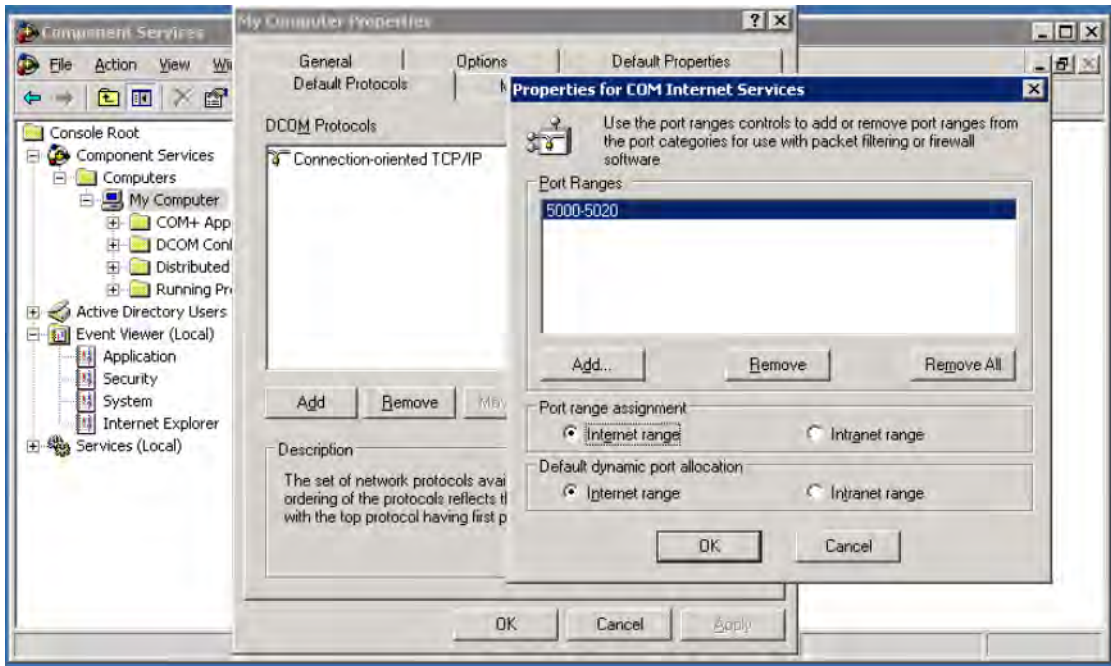 Component Services
File Action View
Console Root
Component Services
Computers
My Computer
COM+ App
DCOM Conf
Distributed
Running Pr
Active Directory Users
Event Viewer (Local)
Application
Security
System
Internet Explorer
Services (Local)
My Computer Properties
General Options Default Properties
Default Protocols
DCOM Protocols
Connection-oriented TCP/IP
Add Remove
Description
The set of network protocols avai
ordering of the protocols reflects
with the top protocol having first p
OK Cancel Apply
Properties for COM Internet Services
Use the port ranges controls to add or remove port ranges from
the port categories for use with packet filtering or firewall
software
Port Ranges
5000-5020
Add... Remove Remove All
Port range assignment
Internet range Intranet range
Default dynamic port allocation
Internet range Intranet range
OK Cancel